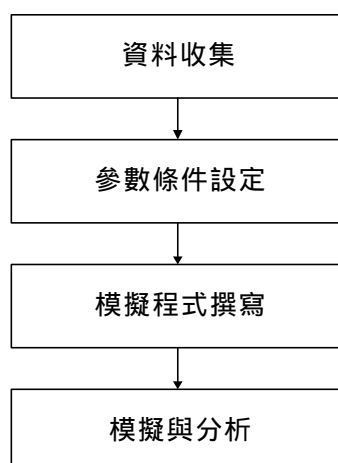 資料收集
參數條件設定
模擬程式撰寫
模擬與分析